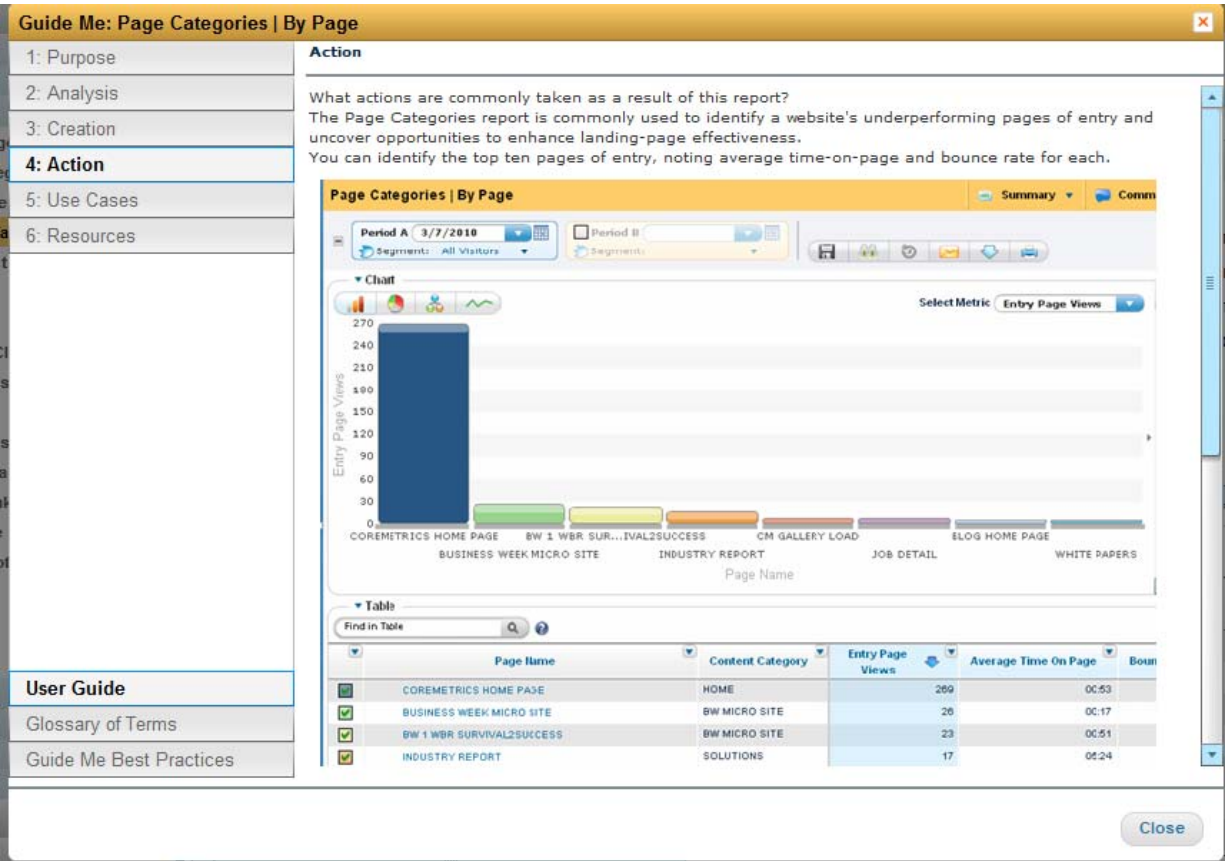 Guide Me: Page Categories | By Page
1: Purpose
2: Analysis
3: Creation
4: Action
5: Use Cases
6: Resources
User Guide
Glossary of Terms
Guide Me Best Practices
Action
What actions are commonly taken as a result of this report?
The Page Categories report is commonly used to identify a website's underperforming pages of entry and
uncover opportunities to enhance landing-page effectiveness.
You can identify the top ten pages of entry, noting average time-on-page and bounce rate for each.
Page Categories | By Page
Summary
Comm
Period A 3/7/2010
Segment: All Visitors
Period B
Segment:
Chart
Select Metric Entry Page Views
270
240
210
180
150
120
90
60
30
0
Entry Page Views
COREMETRICS HOME PAGE BW 1 WBR SUR...IVAL2SUCCESS CM GALLERY LOAD BLOG HOME PAGE
BUSINESS WEEK MICRO SITE INDUSTRY REPORT JOB DETAIL WHITE PAPERS
Page Name
Table
Find in Table
Page Name Content Category Entry Page Views Average Time On Page Boun
COREMETRICS HOME PAGE HOME 269 00:53
BUSINESS WEEK MICRO SITE BW MICRO SITE 26 00:17
BW 1 WBR SURVIVAL2SUCCESS BW MICRO SITE 23 00:51
INDUSTRY REPORT SOLUTIONS 17
Close